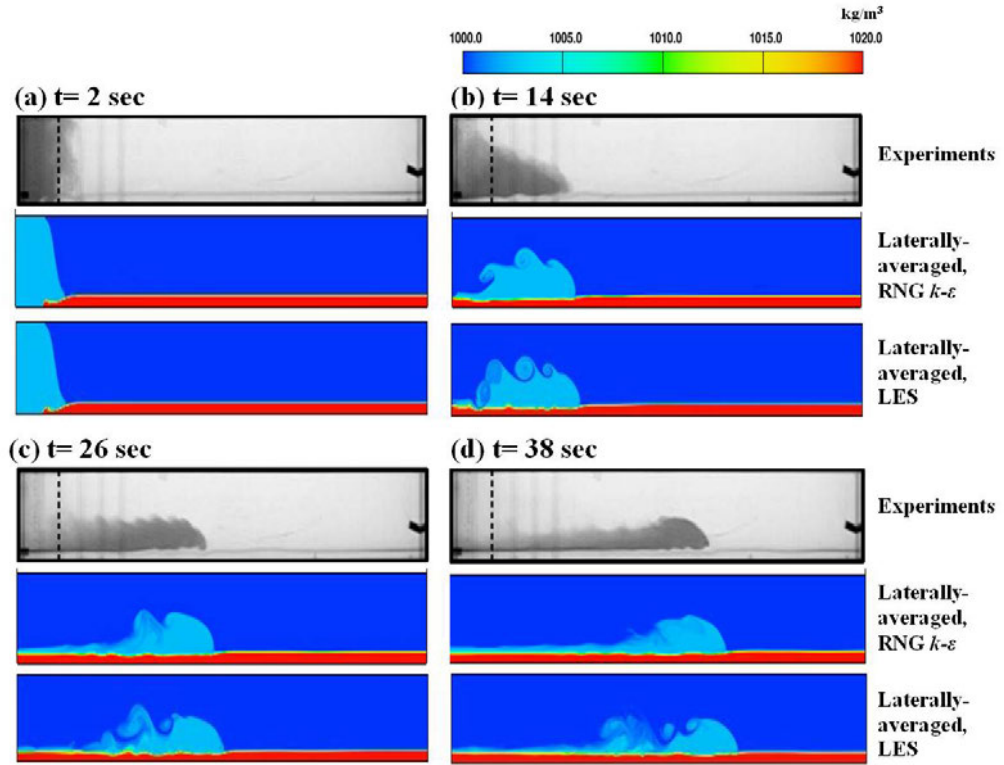 kg/m³
1000.0 1005.0 1010.0 1015.0 1020.0
(a) t= 2 sec
(b) t= 14 sec
Experiments
Laterally-
averaged,
RNG k-ε
Laterally-
averaged,
LES
(c) t= 26 sec
(d) t= 38 sec
Experiments
Laterally-
averaged,
RNG k-ε
Laterally-
averaged,
LES